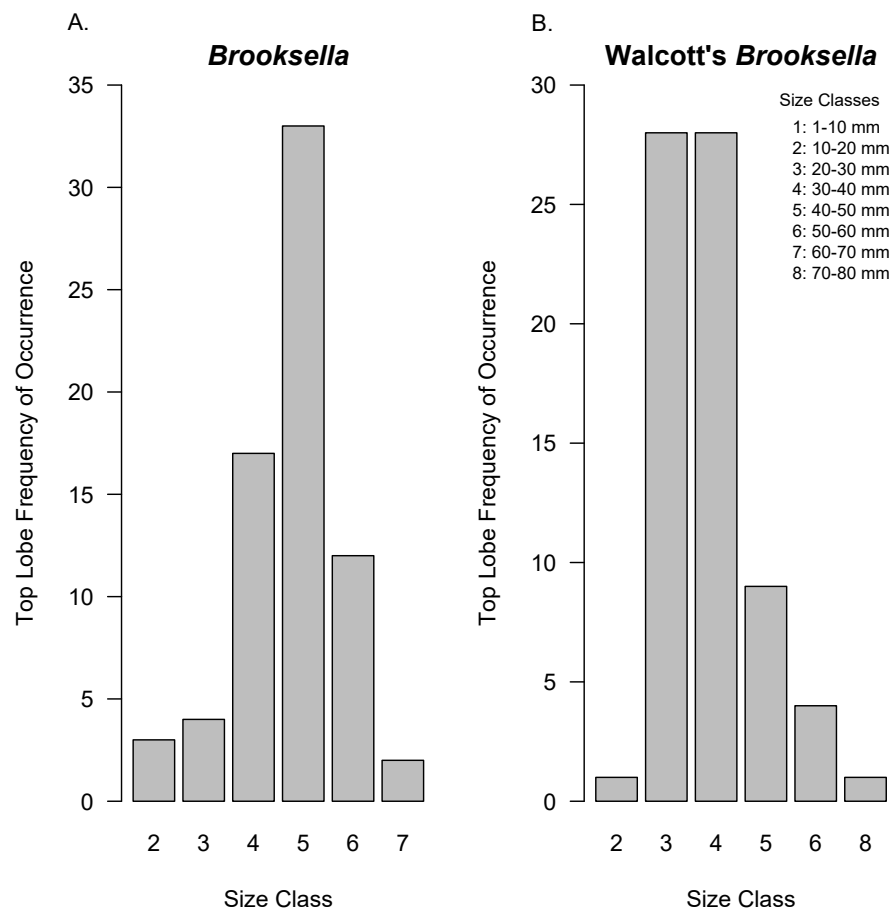 A.
Brooksella
35
30
25
20
15
10
5
0
Top Lobe Frequency of Occurrence
2 3 4 5 6 7
Size Class
B.
Walcott's Brooksella
30
25
20
15
10
5
0
Top Lobe Frequency of Occurrence
Size Classes
1: 1-10 mm
2: 10-20 mm
3: 20-30 mm
4: 30-40 mm
5: 40-50 mm
6: 50-60 mm
7: 60-70 mm
8: 70-80 mm
2 3 4 5 6 8
Size Class